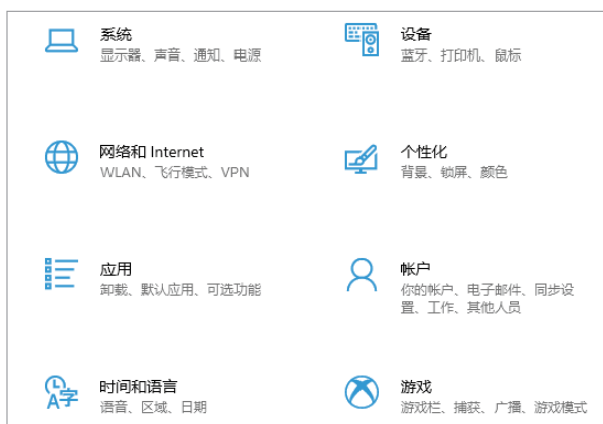 系统
显示器、声音、通知、电源
设备
蓝牙、打印机、鼠标
网络和 Internet
WLAN、飞行模式、VPN
个性化
背景、锁屏、颜色
应用
卸载、默认应用、可选功能
帐户
你的帐户、电子邮件、同步设
置、工作、其他人员
时间和语言
语音、区域、日期
游戏
游戏栏、捕获、广播、游戏模式